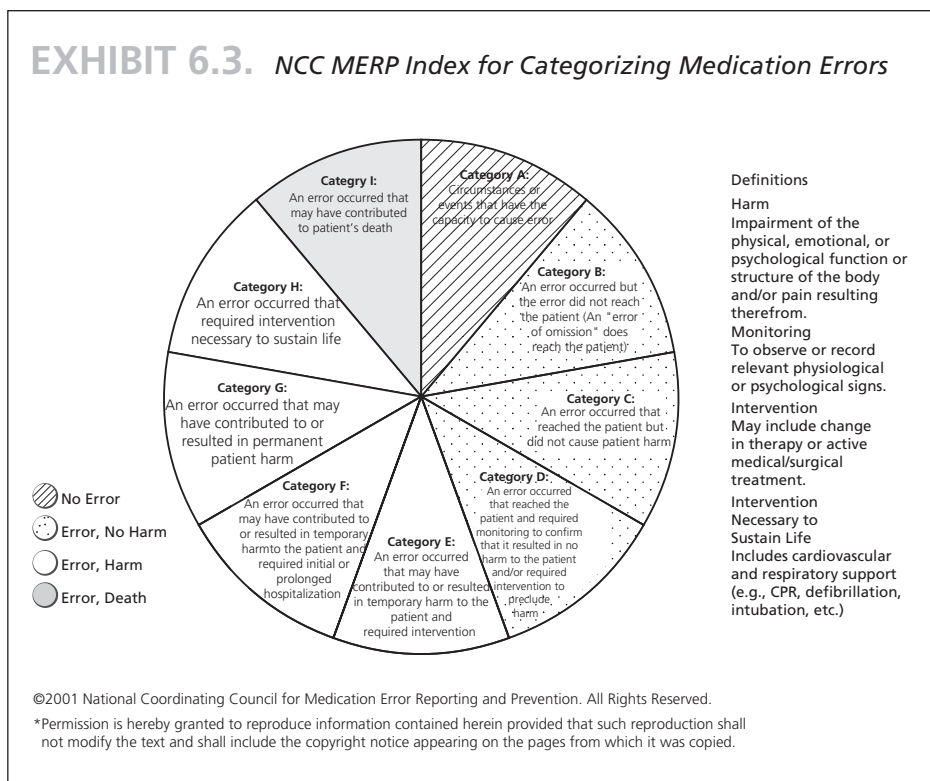 EXHIBIT 6.3. NCC MERP Index for Categorizing Medication Errors
Categry I:
An error occurred that
may have contributed
to patient's death
Category A:
Circumstances or
events that have the
capacity to cause error
Category B:
An error occurred but
the error did not reach
the patient (An "error
of omission" does
reach the patient)
Category C:
An error occurred that
reached the patient but
did not cause patient harm
Category D:
An error occurred
that reached the
patient and required
monitoring to confirm
that it resulted in no
harm to the patient
and/or required
intervention to
preclude
harm
Category E:
An error occurred
that may have
contributed to or resulted
in temporary harm to the
patient and
required intervention
Category F:
An error occurred that
may have contributed to
or resulted in temporary
harmto the patient and
required initial or
prolonged
hospitalization
Category G:
An error occurred that may
have contributed to or
resulted in permanent
patient harm
Category H:
An error occurred that
required intervention
necessary to sustain life
No Error
Error, No Harm
Error, Harm
Error, Death
Definitions
Harm
Impairment of the
physical, emotional, or
psychological function or
structure of the body
and/or pain resulting
therefrom.
Monitoring
To observe or record
relevant physiological
or psychological signs.
Intervention
May include change
in therapy or active
medical/surgical
treatment.
Intervention
Necessary to
Sustain Life
Includes cardiovascular
and respiratory support
(e.g., CPR, defibrillation,
intubation, etc.)
©2001 National Coordinating Council for Medication Error Reporting and Prevention. All Rights Reserved.
*Permission is hereby granted to reproduce information contained herein provided that such reproduction shall
not modify the text and shall include the copyright notice appearing on the pages from which it was copied.